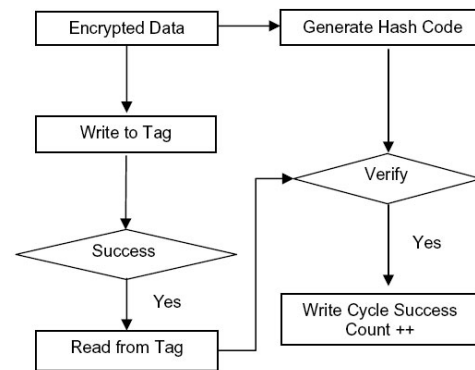 Encrypted Data
Generate Hash Code
Write to Tag
Verify
Success
Yes
Yes
Write Cycle Success
Count ++
Read from Tag